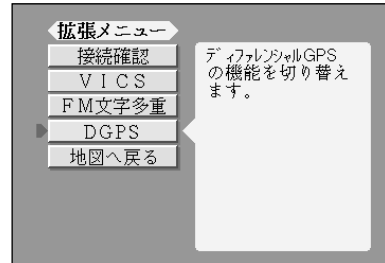 拡張メニュー
接続確認
VICS
FM文字多重
DGPS
地図へ戻る
ディファレンシャルGPS
の機能を切り替え
ます。